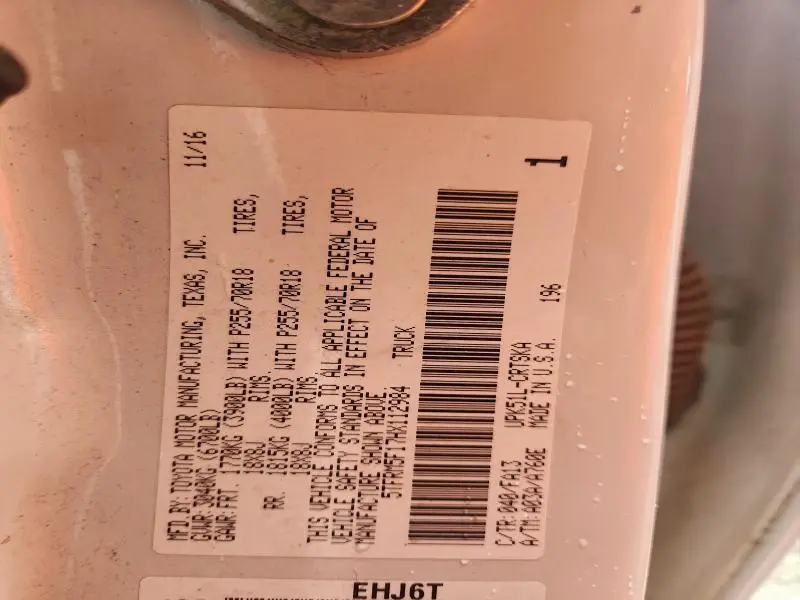 MFD. BY: TOYOTA MOTOR MANUFACTURING, TEXAS, INC. 11/16
GVWR: 3040KG (6700LB)
GAWR: FRT. 1770KG (3900LB) WITH P255/70R18 TIRES,
18X8J RIMS,
RR. 1815KG (4000LB) WITH P255/70R18 TIRES,
18X8J RIMS.
THIS VEHICLE CONFORMS TO ALL APPLICABLE FEDERAL MOTOR
VEHICLE SAFETY STANDARDS IN EFFECT ON THE DATE OF
MANUFACTURE SHOWN ABOVE.
TRUCK
C/TR: 040/FA13 UPK51L-CRTSKA
A/TM: A03A/A760E MADE IN U.S.A. 196
1
EHJ6T